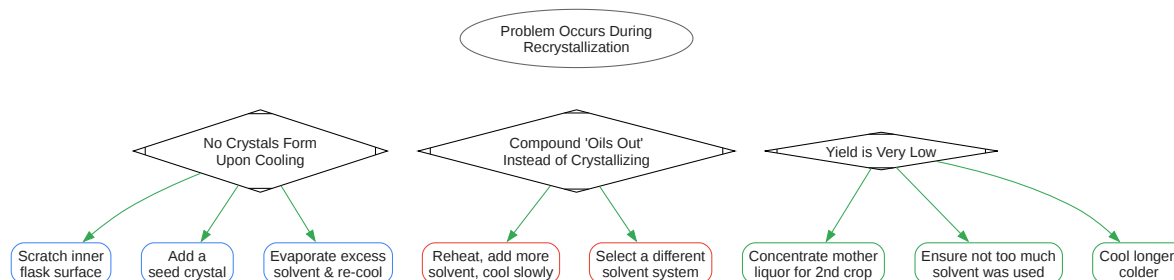 Problem Occurs During
Recrystallization
No Crystals Form
Upon Cooling
Compound 'Oils Out'
Instead of Crystallizing
Yield is Very Low
Scratch inner
flask surface
Add a
seed crystal
Evaporate excess
solvent & re-cool
Reheat, add more
solvent, cool slowly
Select a different
solvent system
Concentrate mother
liquor for 2nd crop
Ensure not too much
solvent was used
Cool longer
colder